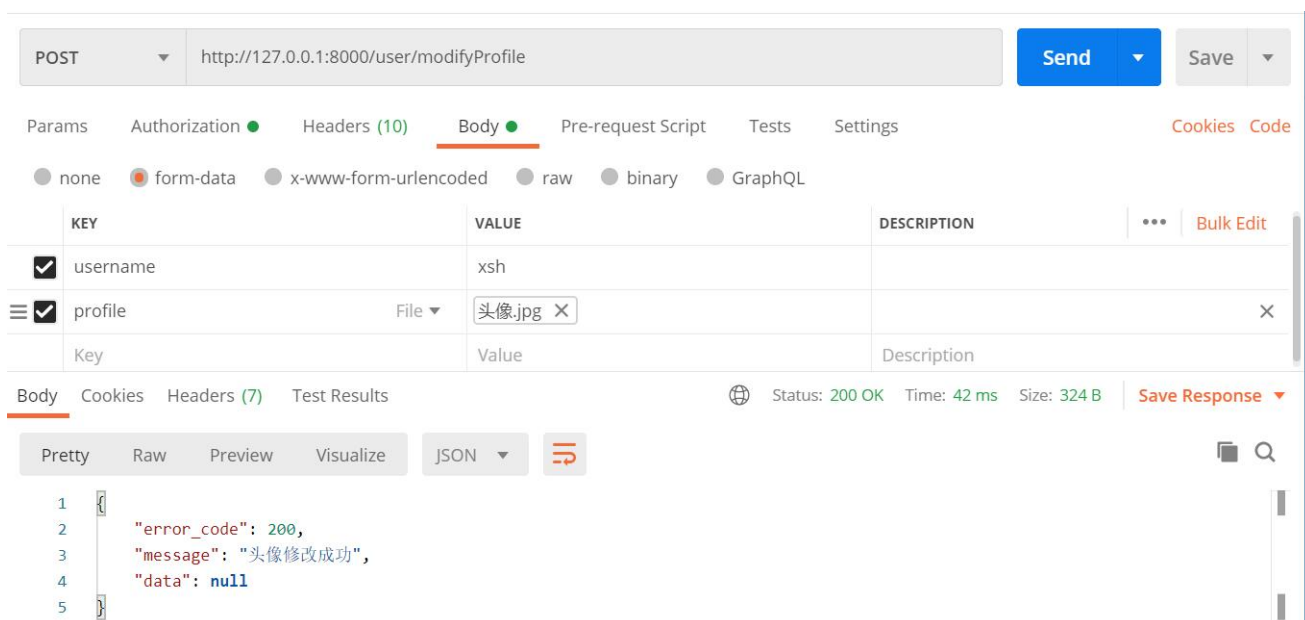 POST http://127.0.0.1:8000/user/modifyProfile Send Save
Params Authorization Headers (10) Body Pre-request Script Tests Settings Cookies Code
none form-data x-www-form-urlencoded raw binary GraphQL
KEY VALUE DESCRIPTION ••• Bulk Edit
username xsh
profile File 头像.jpg
Key Value Description
Body Cookies Headers (7) Test Results Status: 200 OK Time: 42 ms Size: 324 B Save Response
Pretty Raw Preview Visualize JSON
1 {
2 "error_code": 200,
3 "message": "头像修改成功",
4 "data": null
5 }